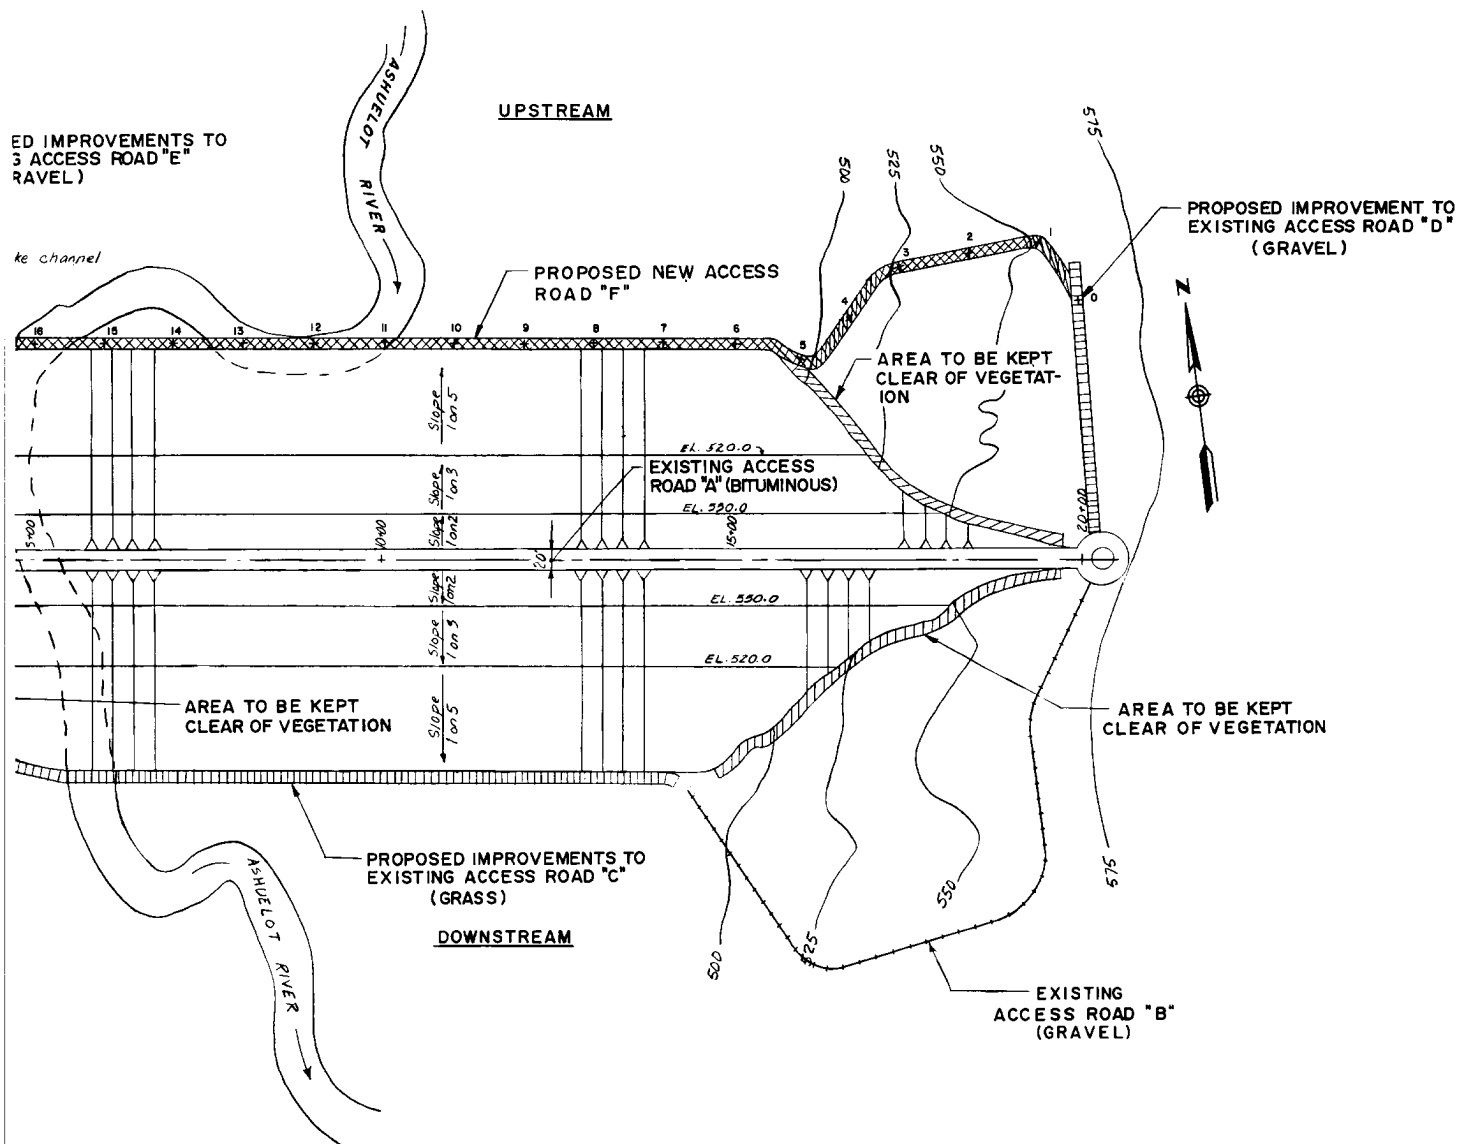 ASHUELOT
RIVER
UPSTREAM
ED IMPROVEMENTS TO
G ACCESS ROAD "E"
RAVEL)
ke channel
575
500
525
550
PROPOSED IMPROVEMENT TO
EXISTING ACCESS ROAD "D"
(GRAVEL)
PROPOSED NEW ACCESS
ROAD "F"
16
15
14
13
12
11
10
9
8
7
6
5
4
3
2
1
0
N
AREA TO BE KEPT
CLEAR OF VEGETAT-
ION
Slope
1 on 5
EL. 520.0
EXISTING ACCESS
ROAD "A" (BITUMINOUS)
Slope
1 on 3
EL. 550.0
Slope
1 on 2
5+00
10+00
15+00
20+00
20'
Slope
1 on 2
EL. 550.0
Slope
1 on 3
EL. 520.0
Slope
1 on 5
AREA TO BE KEPT
CLEAR OF VEGETATION
AREA TO BE KEPT
CLEAR OF VEGETATION
PROPOSED IMPROVEMENTS TO
EXISTING ACCESS ROAD "C"
(GRASS)
DOWNSTREAM
ASHUELOT
RIVER
500
525
550
575
EXISTING
ACCESS ROAD "B"
(GRAVEL)